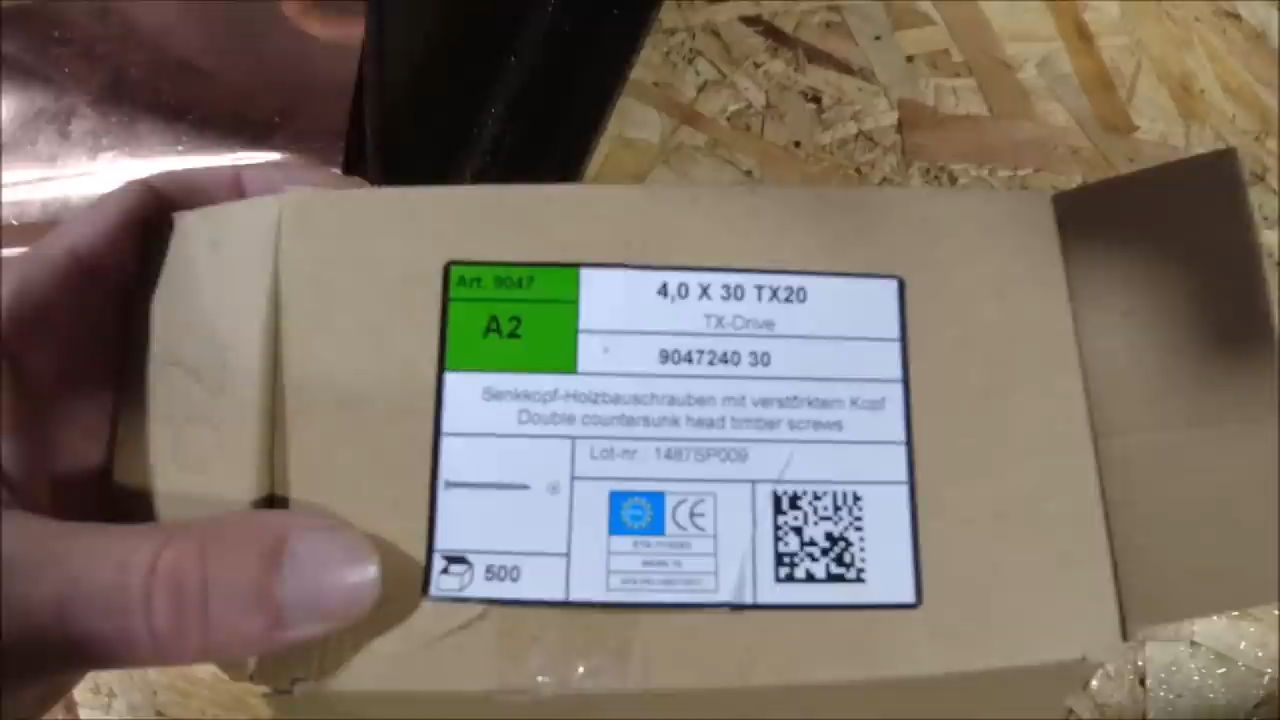 Art. 9047
A2
4,0 X 30 TX20
TX-Drive
9047240 30
Senkkopf-Holzbauschrauben mit verstärktem Kopf
Double countersunk head timber screws
Lot-nr.: 1487SP009
CE
500